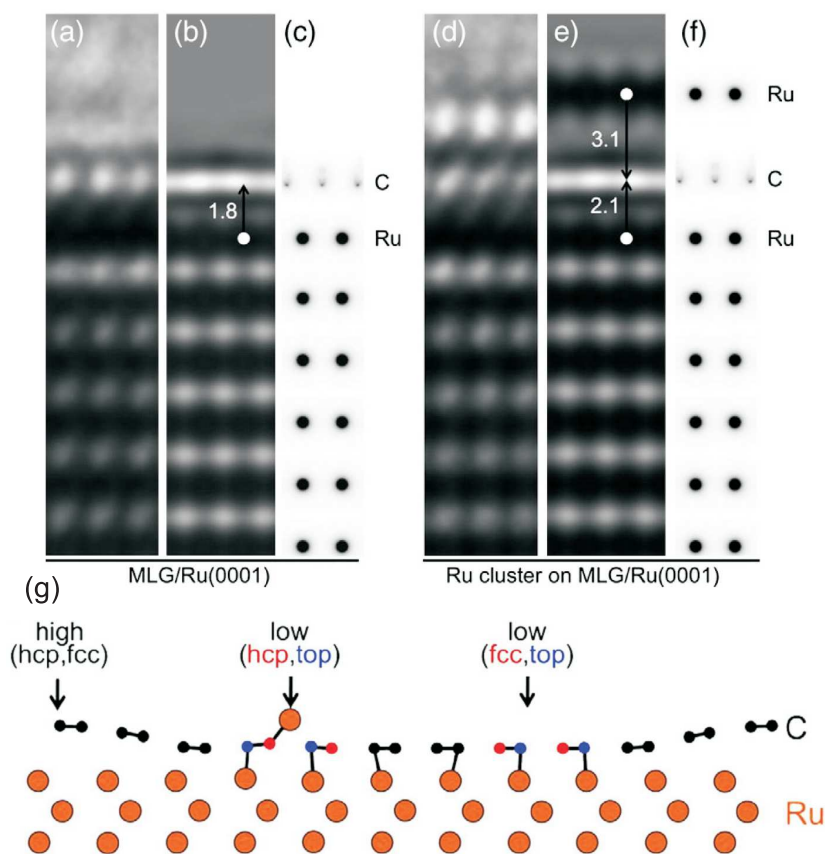 (a) (b) (c) (d) (e) (f)
Ru
3.1
C C
1.8 2.1
Ru Ru
MLG/Ru(0001) Ru cluster on MLG/Ru(0001)
(g)
high low low
(hcp,fcc) (hcp,top) (fcc,top)
C
Ru